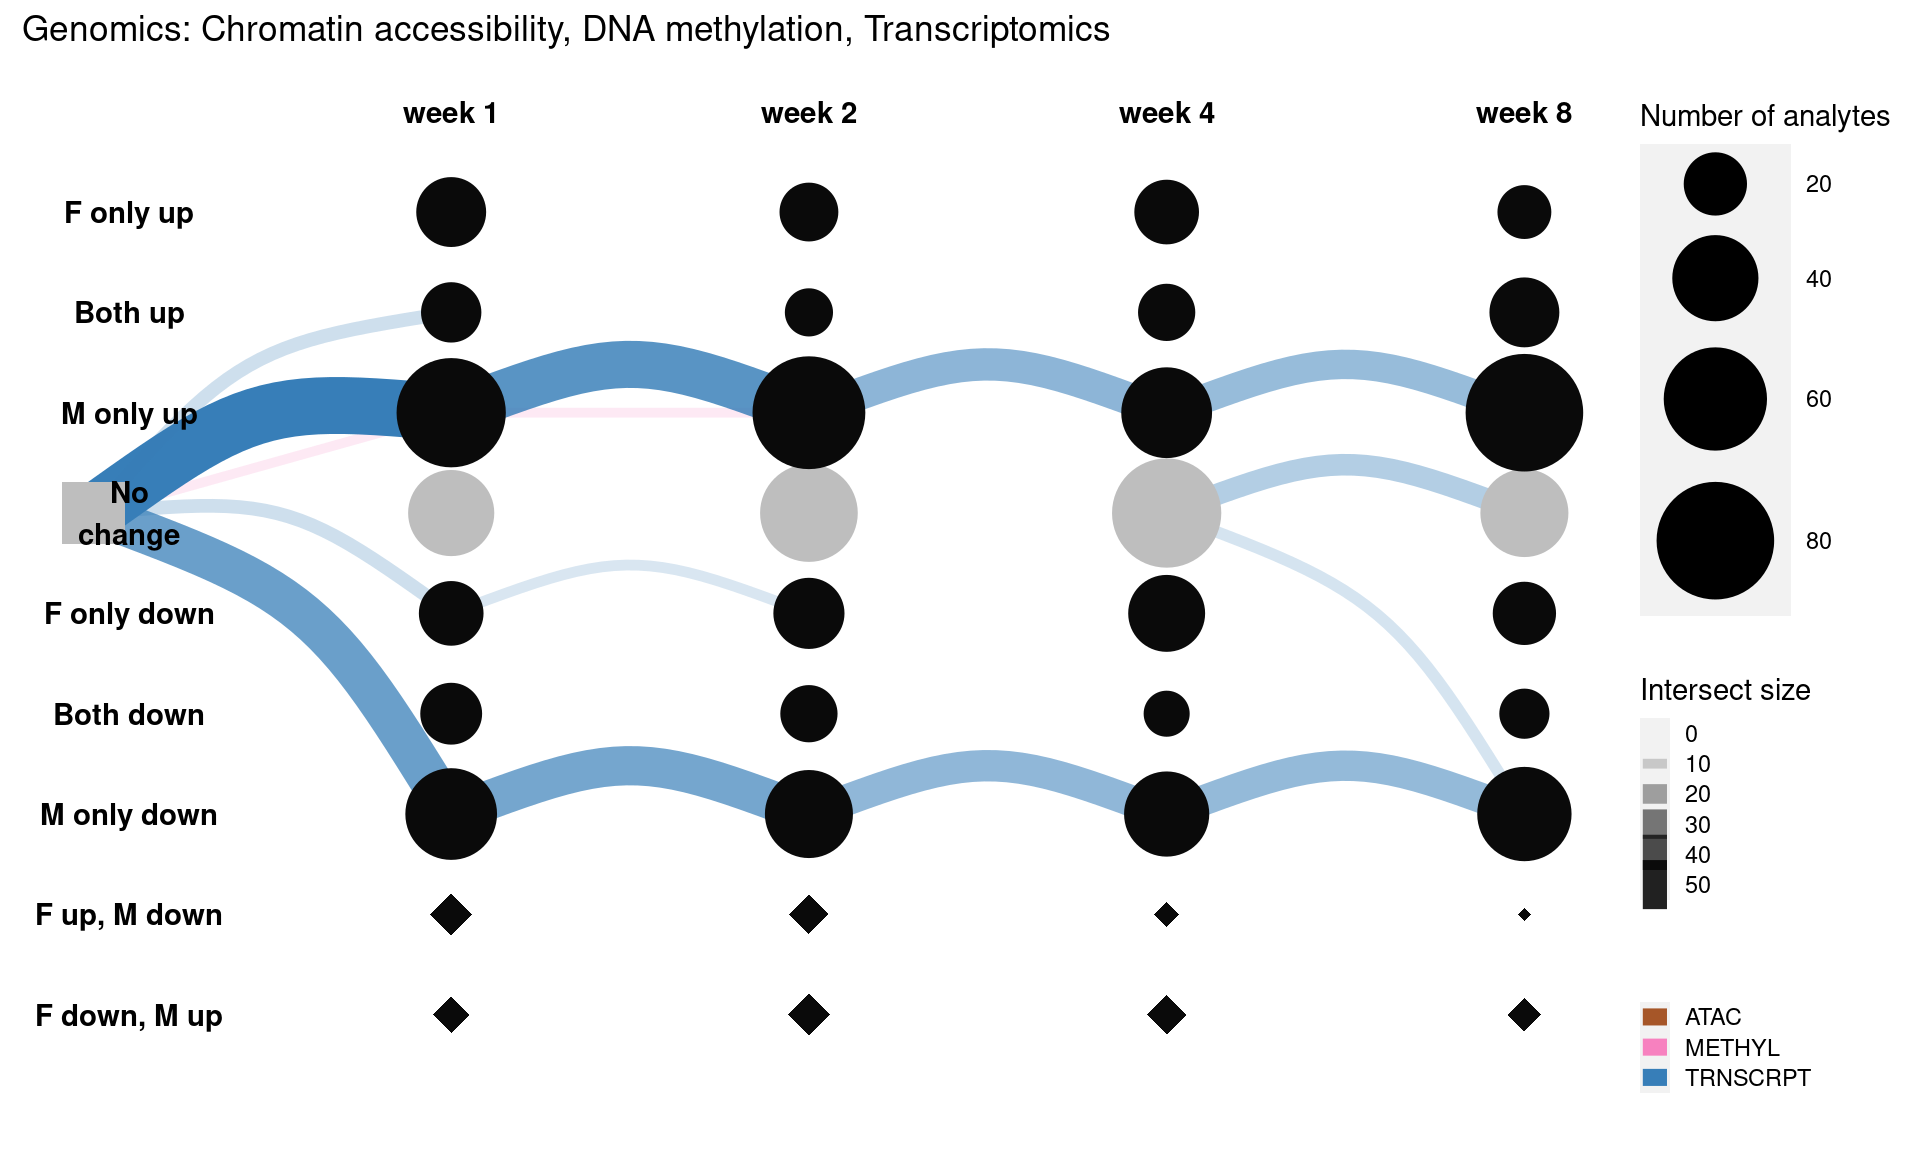 Genomics: Chromatin accessibility, DNA methylation, Transcriptomics
week 1
week 2
week 4
week 8
F only up
Both up
M only up
No
change
F only down
Both down
M only down
F up, M down
F down, M up
Number of analytes
20
40
60
80
Intersect size
0
10
20
30
40
50
ATAC
METHYL
TRNSCRPT